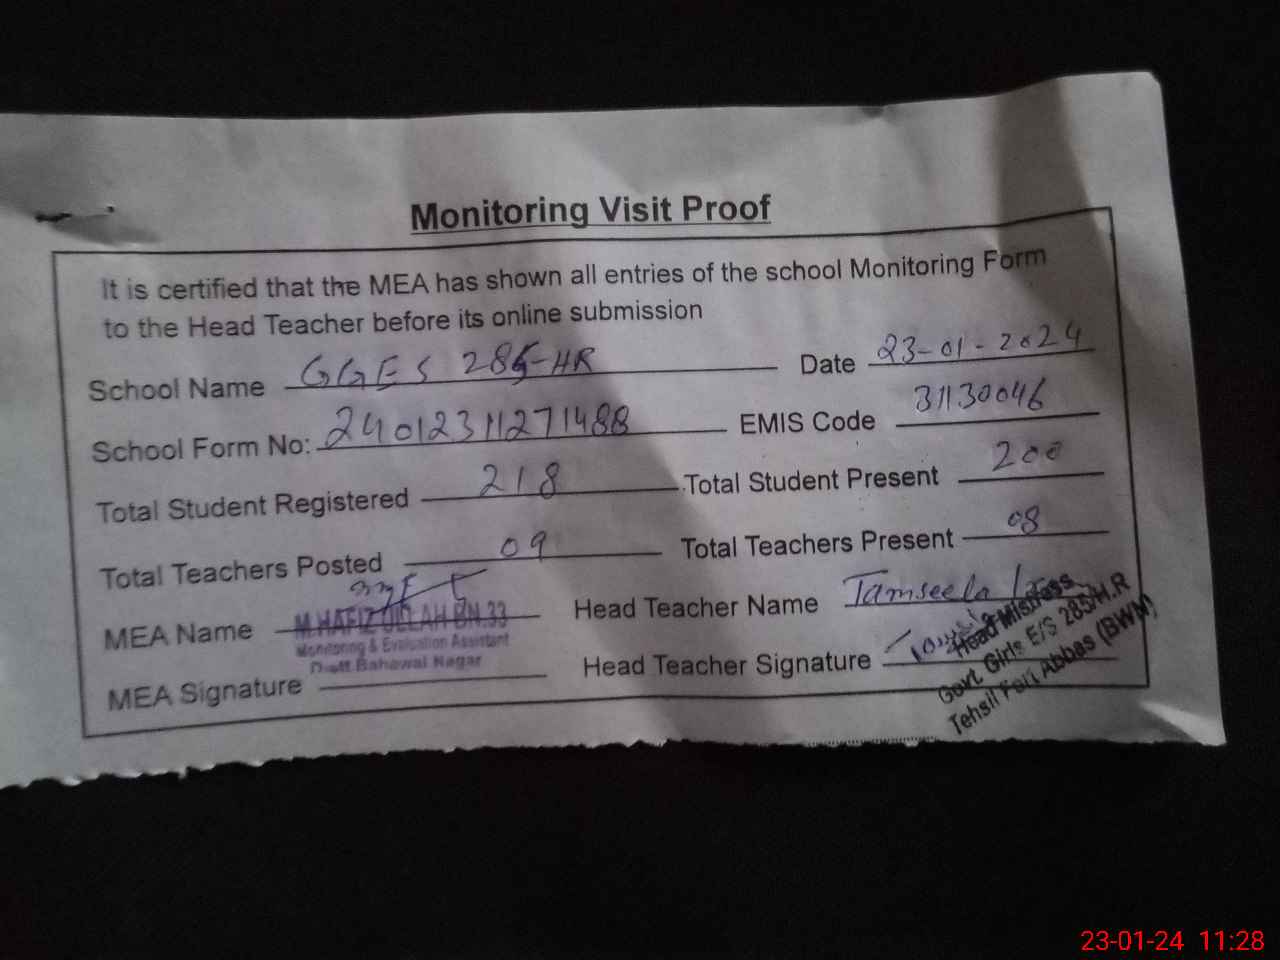 Monitoring Visit Proof
It is certified that the MEA has shown all entries of the school Monitoring Form
to the Head Teacher before its online submission
School Name GGES 285-HR Date 23-01-2024
School Form No: 24012311271488 EMIS Code 31130046
Total Student Registered 218 Total Student Present 200
Total Teachers Posted 09 Total Teachers Present 08
MEA Name M.HAFIZ ULLAH BN.33 Head Teacher Name Tamseela
Monitoring & Evaluation Assistant
Distt Bahawal Nagar
MEA Signature Head Teacher Signature
Head Mistress
Govt. Girls E/S 285/H.R
Tehsil Fort Abbas (BWN)
23-01-24 11:28